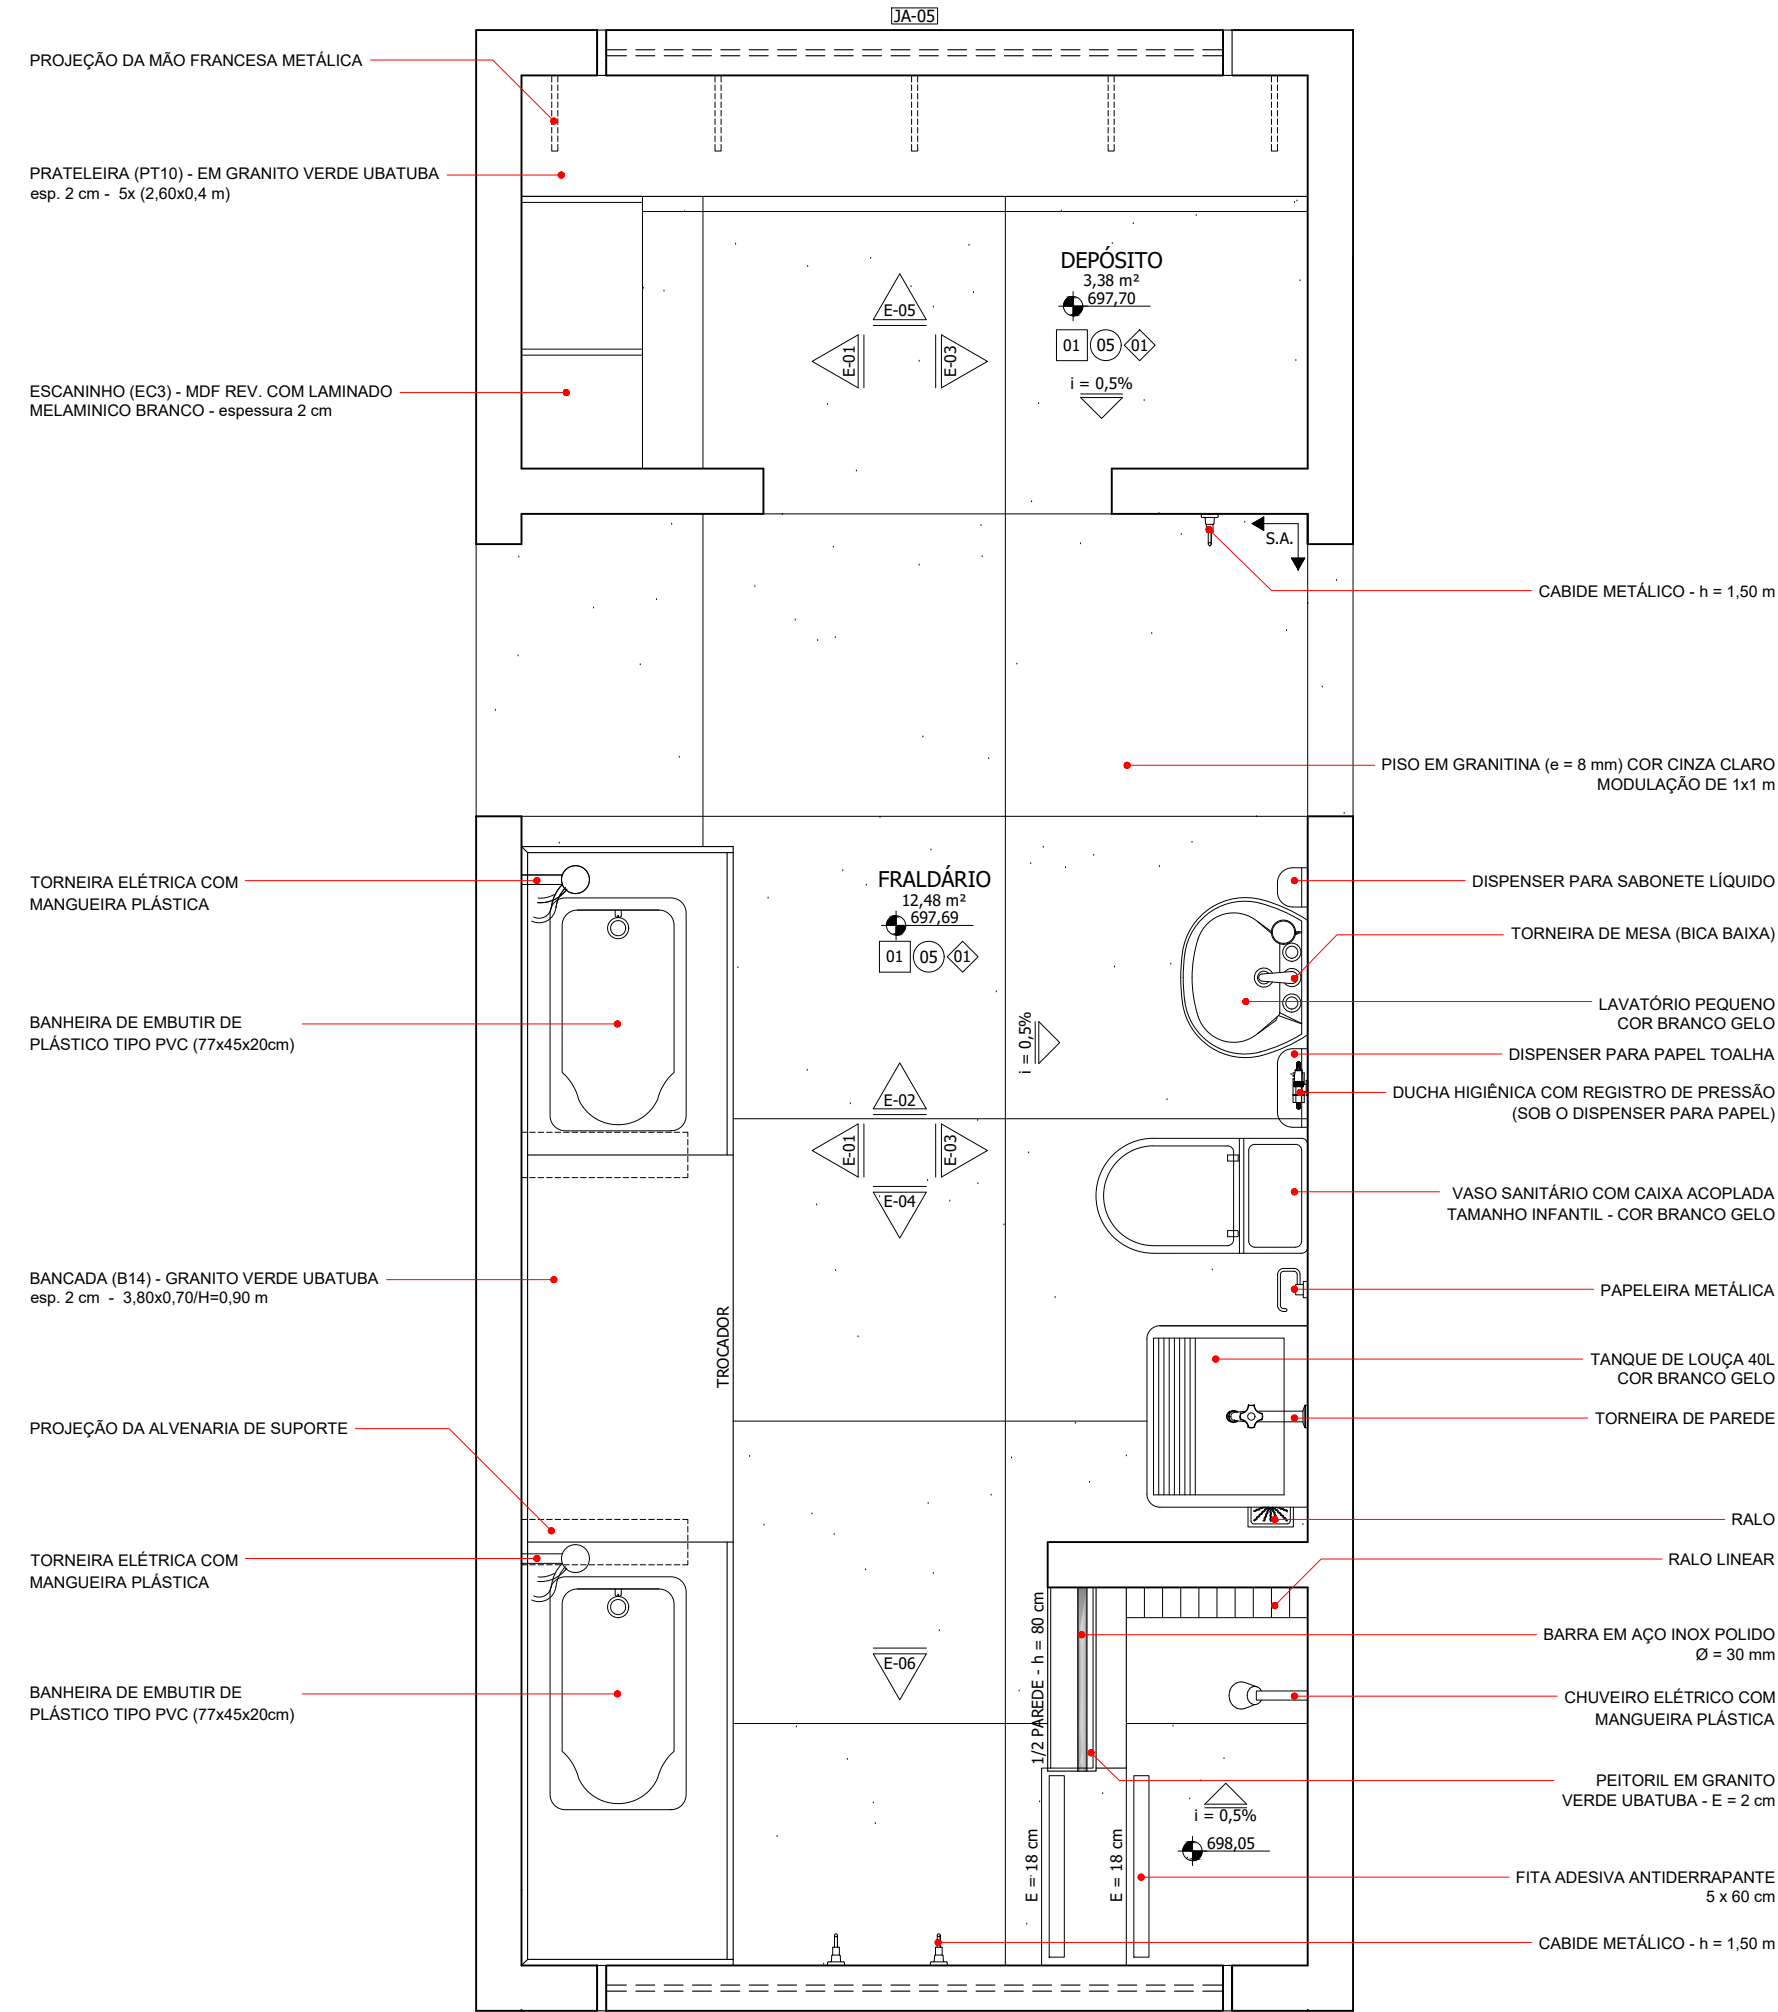 JA-05
PROJEÇÃO DA MÃO FRANCESA METÁLICA
PRATELEIRA (PT10) - EM GRANITO VERDE UBATUBA
esp. 2 cm - 5x (2,60x0,4 m)
DEPÓSITO
3,38 m²
697,70
01 05 01
i = 0,5%
E-05
E-01
E-03
ESCANINHO (EC3) - MDF REV. COM LAMINADO
MELAMINICO BRANCO - espessura 2 cm
S.A.
CABIDE METÁLICO - h = 1,50 m
PISO EM GRANITINA (e = 8 mm) COR CINZA CLARO
MODULAÇÃO DE 1x1 m
TORNEIRA ELÉTRICA COM
MANGUEIRA PLÁSTICA
FRALDÁRIO
12,48 m²
697,69
01 05 01
DISPENSER PARA SABONETE LÍQUIDO
TORNEIRA DE MESA (BICA BAIXA)
LAVATÓRIO PEQUENO
COR BRANCO GELO
BANHEIRA DE EMBUTIR DE
PLÁSTICO TIPO PVC (77x45x20cm)
i = 0,5%
DISPENSER PARA PAPEL TOALHA
DUCHA HIGIÊNICA COM REGISTRO DE PRESSÃO
(SOB O DISPENSER PARA PAPEL)
E-02
E-01
E-03
E-04
VASO SANITÁRIO COM CAIXA ACOPLADA
TAMANHO INFANTIL - COR BRANCO GELO
BANCADA (B14) - GRANITO VERDE UBATUBA
esp. 2 cm - 3,80x0,70/H=0,90 m
PAPELEIRA METÁLICA
TROCADOR
TANQUE DE LOUÇA 40L
COR BRANCO GELO
TORNEIRA DE PAREDE
PROJEÇÃO DA ALVENARIA DE SUPORTE
RALO
TORNEIRA ELÉTRICA COM
MANGUEIRA PLÁSTICA
RALO LINEAR
BARRA EM AÇO INOX POLIDO
Ø = 30 mm
1/2 PAREDE - h = 80 cm
E-06
BANHEIRA DE EMBUTIR DE
PLÁSTICO TIPO PVC (77x45x20cm)
CHUVEIRO ELÉTRICO COM
MANGUEIRA PLÁSTICA
PEITORIL EM GRANITO
VERDE UBATUBA - E = 2 cm
i = 0,5%
698,05
E = 18 cm
E = 18 cm
FITA ADESIVA ANTIDERRAPANTE
5 x 60 cm
CABIDE METÁLICO - h = 1,50 m